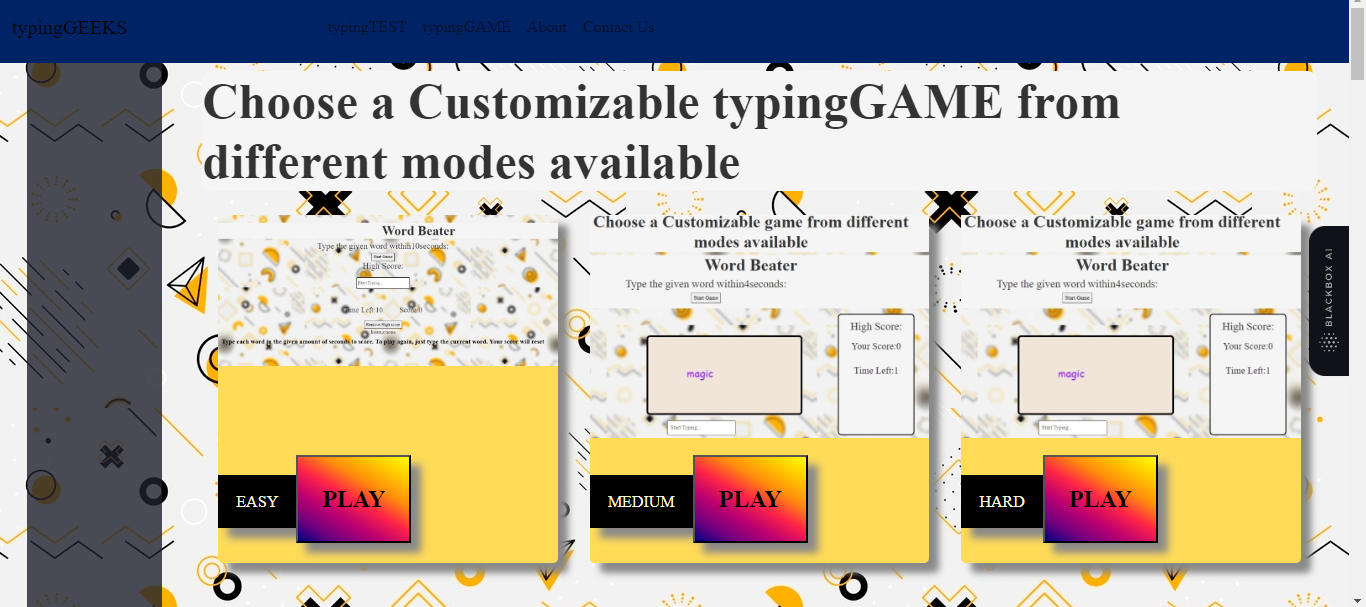 typingGEEKS
typingTEST typingGAME About Contact Us
Choose a Customizable typingGAME from
different modes available
Word Beater
Type the given word within10seconds:
Start Game
High Score:
Start Typing...
Time Left:10 Score:0
Remove High score
Instructions
Type each word in the given amount of seconds to score. To play again, just type the current word. Your score will reset
EASY
PLAY
Choose a Customizable game from different
modes available
Word Beater
Type the given word within4seconds:
Start Game
High Score:
Your Score:0
magic
Time Left:1
Start Typing...
MEDIUM
PLAY
Choose a Customizable game from different
modes available
Word Beater
Type the given word within4seconds:
Start Game
High Score:
Your Score:0
magic
Time Left:1
Start Typing...
HARD
PLAY
BLACKBOX AI